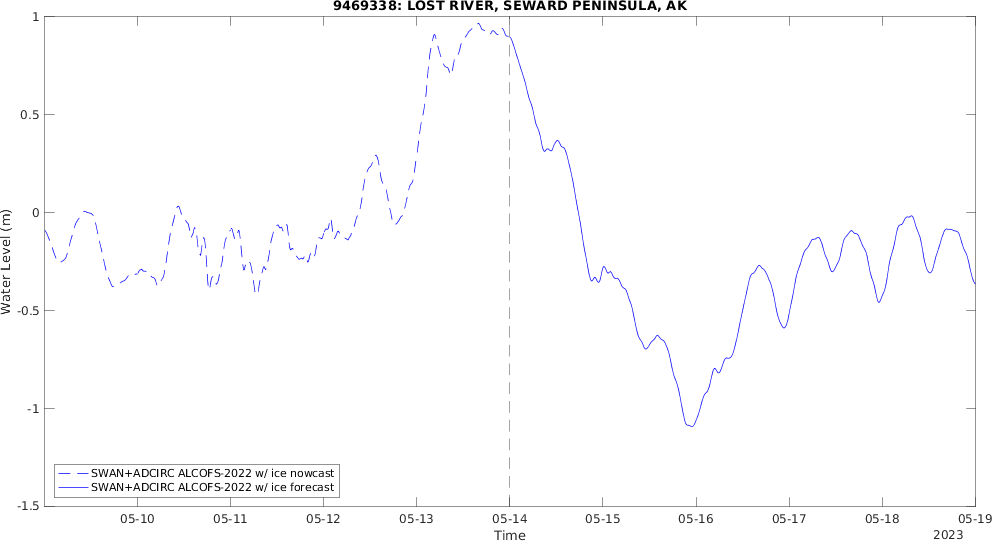 9469338: LOST RIVER, SEWARD PENINSULA, AK
1
0.5
0
-0.5
-1
-1.5
Water Level (m)
SWAN+ADCIRC ALCOFS-2022 w/ ice nowcast
SWAN+ADCIRC ALCOFS-2022 w/ ice forecast
05-10 05-11 05-12 05-13 05-14 05-15 05-16 05-17 05-18 05-19
Time
2023